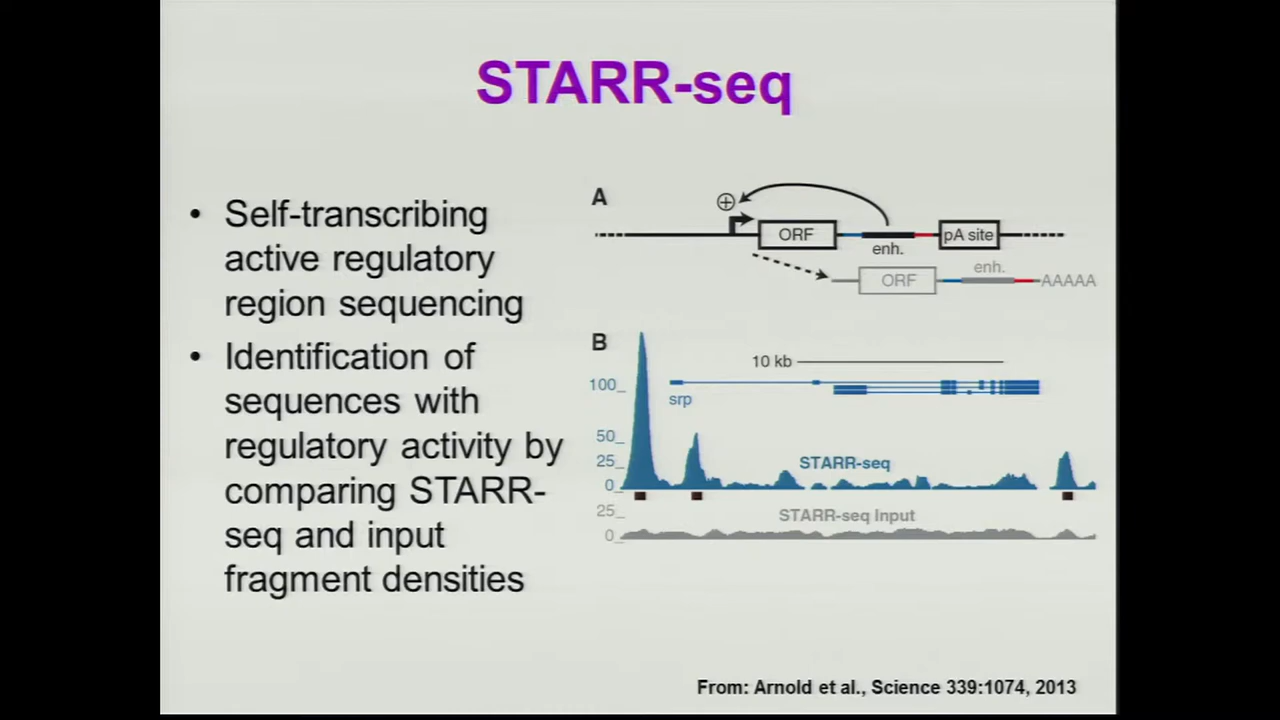 STARR-seq
• Self-transcribing
active regulatory
region sequencing
• Identification of
sequences with
regulatory activity by
comparing STARR-
seq and input
fragment densities
A
⊕
ORF
enh.
pA site
ORF
enh.
AAAAA
B
10 kb
100
srp
50
25
0
STARR-seq
25
0
STARR-seq Input
From: Arnold et al., Science 339:1074, 2013